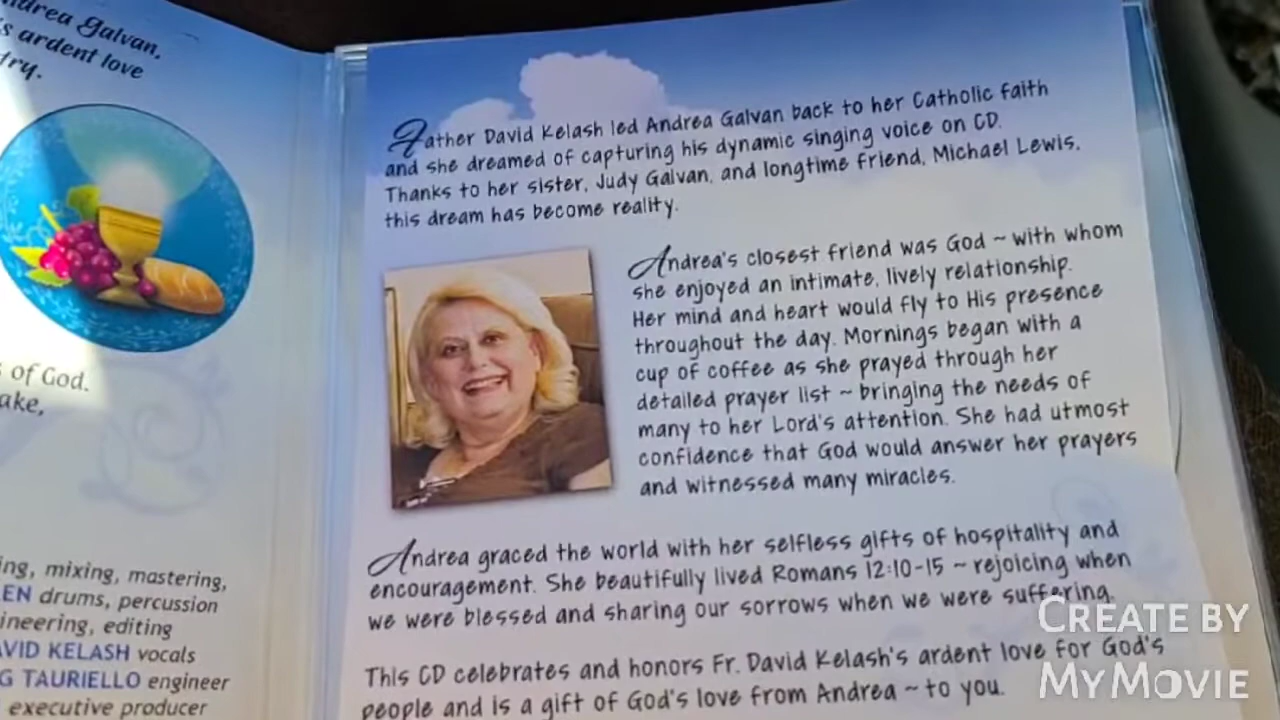 ndrea Galvan,
s ardent love
try.
s of God.
ake,
ing, mixing, mastering,
EN drums, percussion
ineering, editing
AVID KELASH vocals
G TAURIELLO engineer
executive producer
Father David Kelash led Andrea Galvan back to her Catholic faith
and she dreamed of capturing his dynamic singing voice on CD.
Thanks to her sister, Judy Galvan, and longtime friend, Michael Lewis,
this dream has become reality.
Andrea's closest friend was God ~ with whom
she enjoyed an intimate, lively relationship.
Her mind and heart would fly to His presence
throughout the day. Mornings began with a
cup of coffee as she prayed through her
detailed prayer list ~ bringing the needs of
many to her Lord's attention. She had utmost
confidence that God would answer her prayers
and witnessed many miracles.
Andrea graced the world with her selfless gifts of hospitality and
encouragement. She beautifully lived Romans 12:10-15 ~ rejoicing when
we were blessed and sharing our sorrows when we were suffering.
This CD celebrates and honors Fr. David Kelash's ardent love for God's
people and is a gift of God's love from Andrea ~ to you.
CREATE BY
MYMOVIE